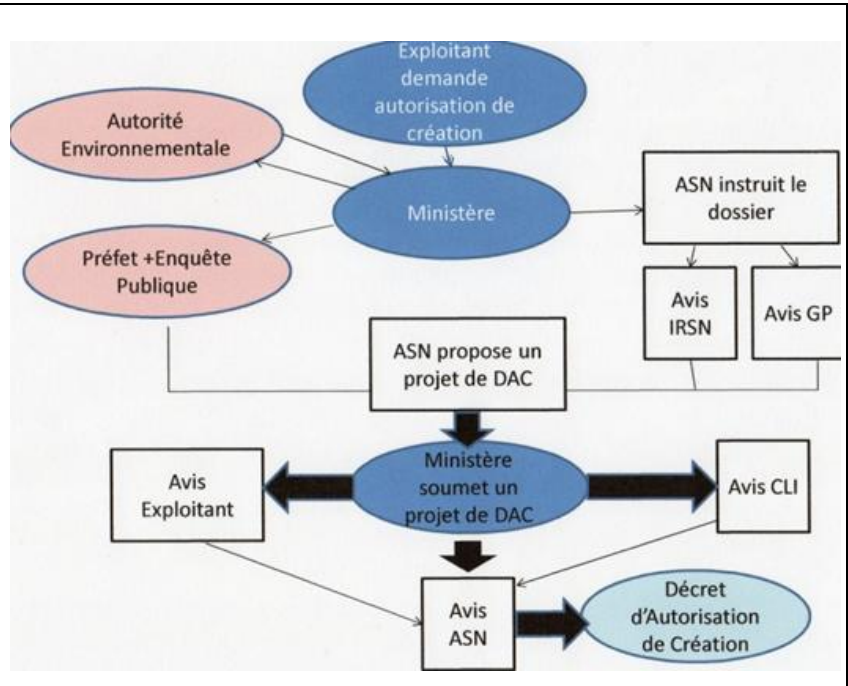 Exploitant
demande
autorisation de
création
Autorité
Environnementale
Ministère
ASN instruit le
dossier
Préfet +Enquête
Publique
Avis
IRSN
Avis GP
ASN propose un
projet de DAC
Ministère
soumet un
projet de DAC
Avis
Exploitant
Avis CLI
Avis
ASN
Décret
d'Autorisation
de Création